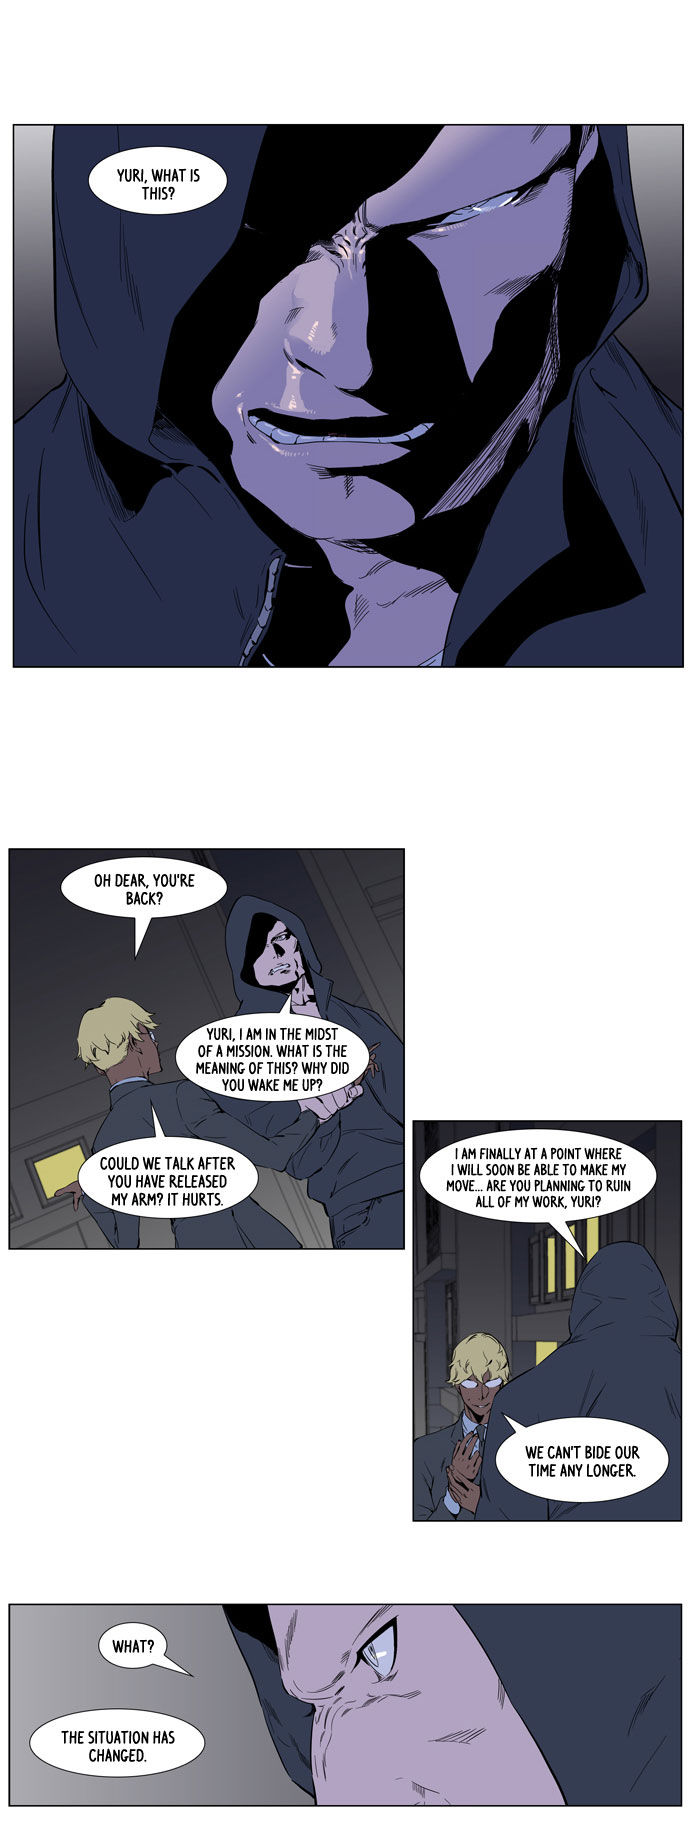 YURI, WHAT IS
THIS?
OH DEAR, YOU'RE
BACK?
YURI, I AM IN THE MIDST
OF A MISSION. WHAT IS THE
MEANING OF THIS? WHY DID
YOU WAKE ME UP?
COULD WE TALK AFTER
YOU HAVE RELEASED
MY ARM? IT HURTS.
I AM FINALLY AT A POINT WHERE
I WILL SOON BE ABLE TO MAKE MY
MOVE... ARE YOU PLANNING TO RUIN
ALL OF MY WORK, YURI?
WE CAN'T BIDE OUR
TIME ANY LONGER.
WHAT?
THE SITUATION HAS
CHANGED.